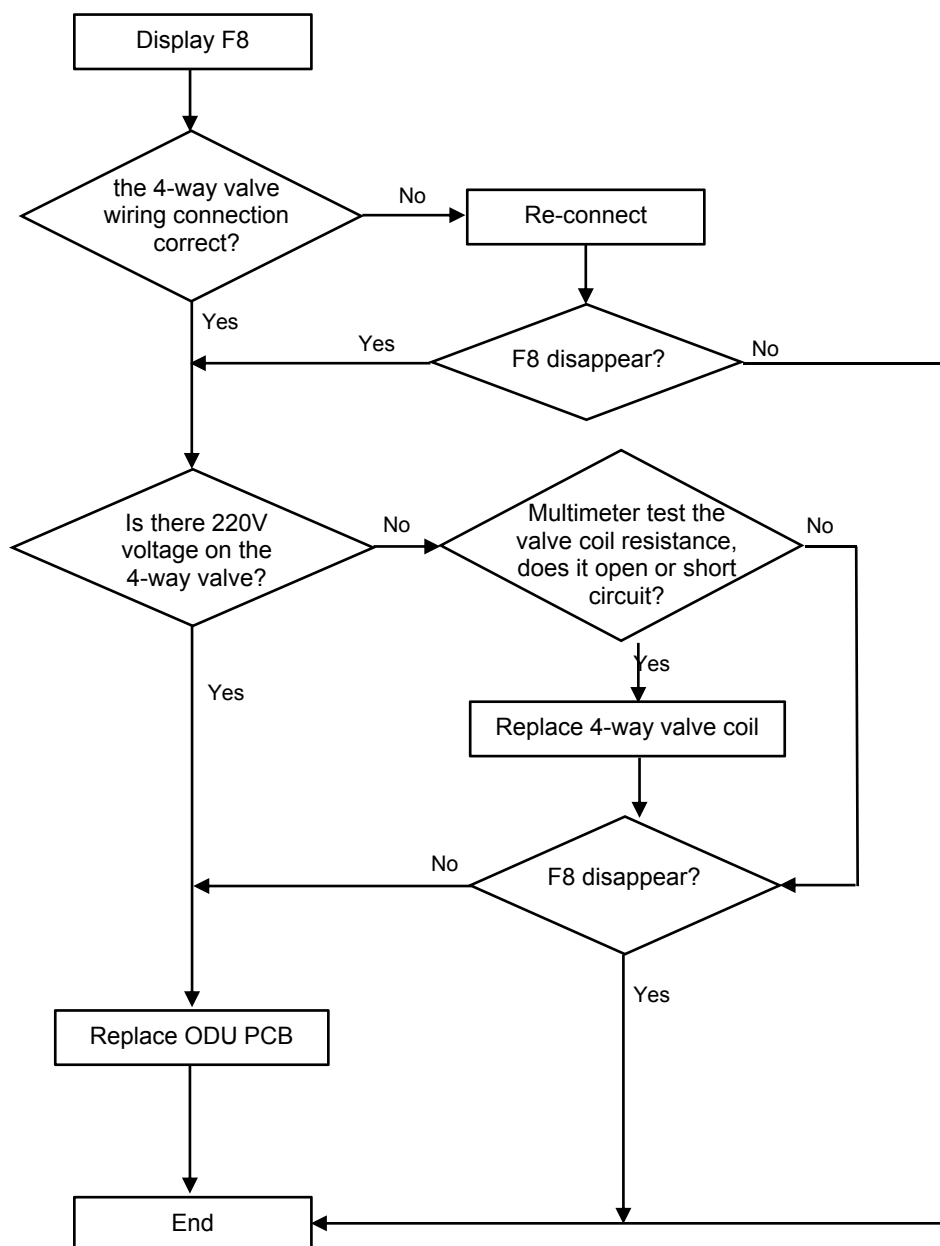 Display F8
the 4-way valve
wiring connection
correct?
No
Re-connect
Yes
Yes
F8 disappear?
No
Is there 220V
voltage on the
4-way valve?
No
Multimeter test the
valve coil resistance,
does it open or short
circuit?
No
Yes
Yes
Replace 4-way valve coil
No
F8 disappear?
Yes
Replace ODU PCB
End